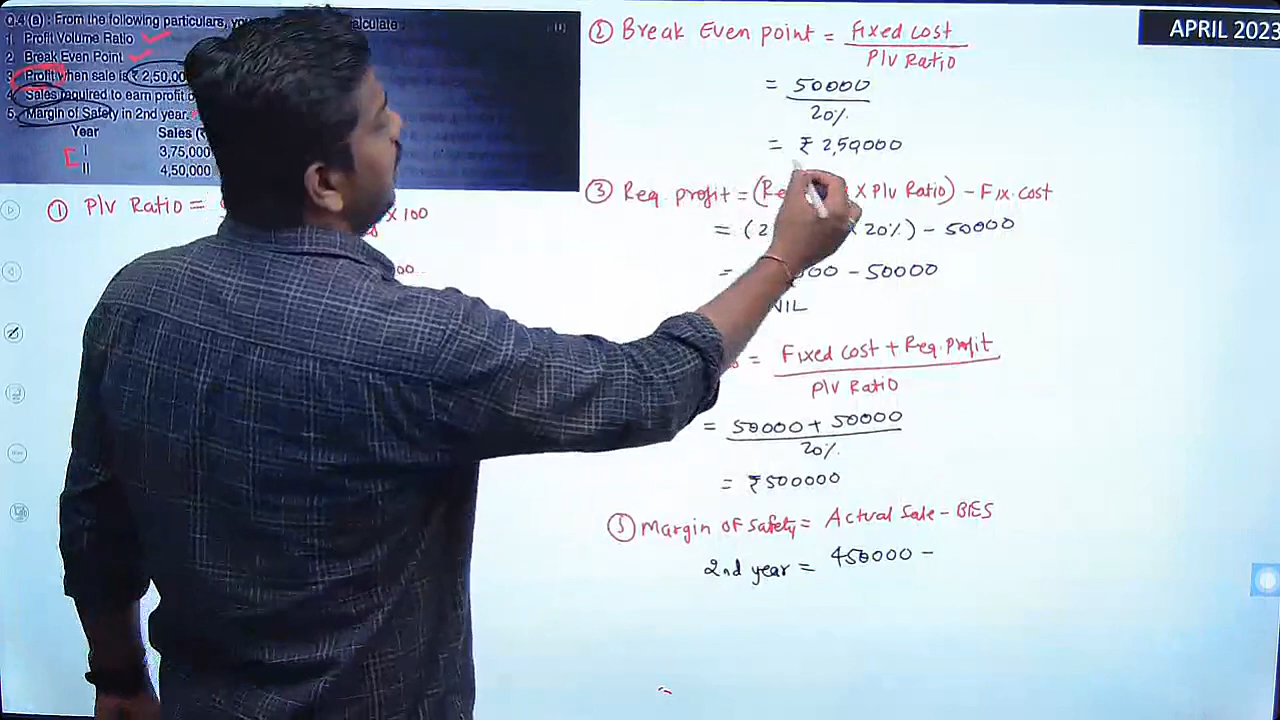 Q.4 (a) : From the following particulars, you calculate :
1. Profit Volume Ratio
2. Break Even Point
3. Profit when sale is ₹ 2,50,00
4. Sales required to earn profit o
5. Margin of Safety in 2nd year.
Year Sales (₹
I 3,75,000
II 4,50,000
① P/V Ratio =
× 100
② Break Even point = Fixed cost
P/V Ratio
= 50000
20%
= ₹ 2,50,000
③ Req. profit = (Re × P/V Ratio) - Fix.cost
= (2 × 20%) - 50000
= 000 - 50000
NIL
= Fixed cost + Req. profit
P/V Ratio
= 50000 + 50000
20%
= ₹500000
⑤ Margin of safety = Actual Sale - BES
2nd year = 450000 -
APRIL 2023